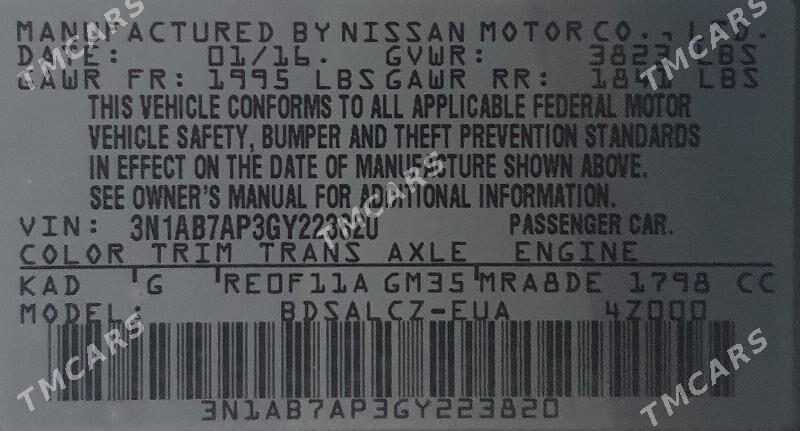 MANUFACTURED BY NISSAN MOTOR CO., LTD.
DATE: 01/16. GVWR: 3823 LBS
GAWR FR: 1995 LBS GAWR RR: 1841 LBS
THIS VEHICLE CONFORMS TO ALL APPLICABLE FEDERAL MOTOR
VEHICLE SAFETY, BUMPER AND THEFT PREVENTION STANDARDS
IN EFFECT ON THE DATE OF MANUFACTURE SHOWN ABOVE.
SEE OWNER'S MANUAL FOR ADDITIONAL INFORMATION.
VIN: 3N1AB7AP3GY223820 PASSENGER CAR.
COLOR TRIM TRANS AXLE ENGINE
KAD G RE0F11A GM35 MRA8DE 1798 CC
MODEL: BDSALCZ-EUA 4Z000
3N1AB7AP3GY223820
TMCARS
TMCARS
TMCARS
TMCARS
TMCARS
TMCARS